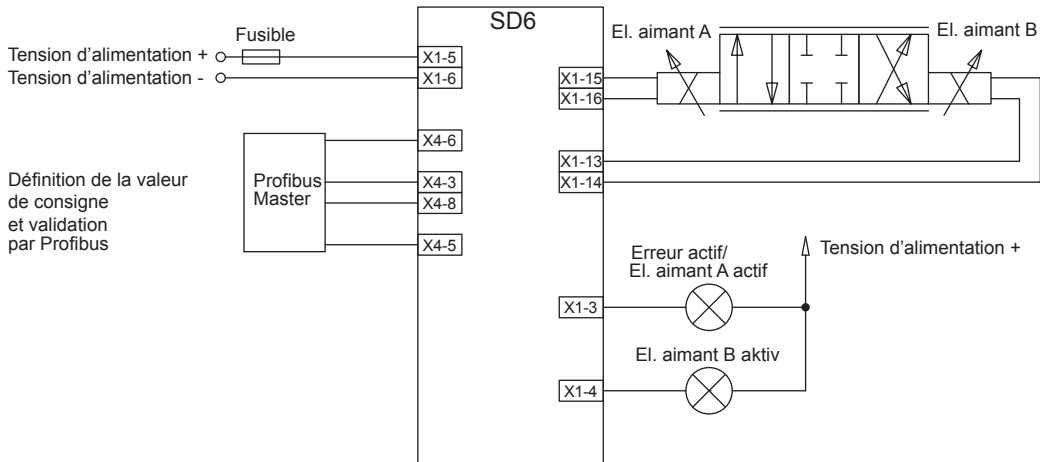 SD6
Fusible
Tension d’alimentation +
Tension d’alimentation -
X1-5
X1-6
X4-6
X4-3
X4-8
X4-5
Profibus
Master
Définition de la valeur
de consigne
et validation
par Profibus
El. aimant A
El. aimant B
X1-15
X1-16
X1-13
X1-14
Erreur actif/
El. aimant A actif
Tension d’alimentation +
X1-3
El. aimant B aktiv
X1-4